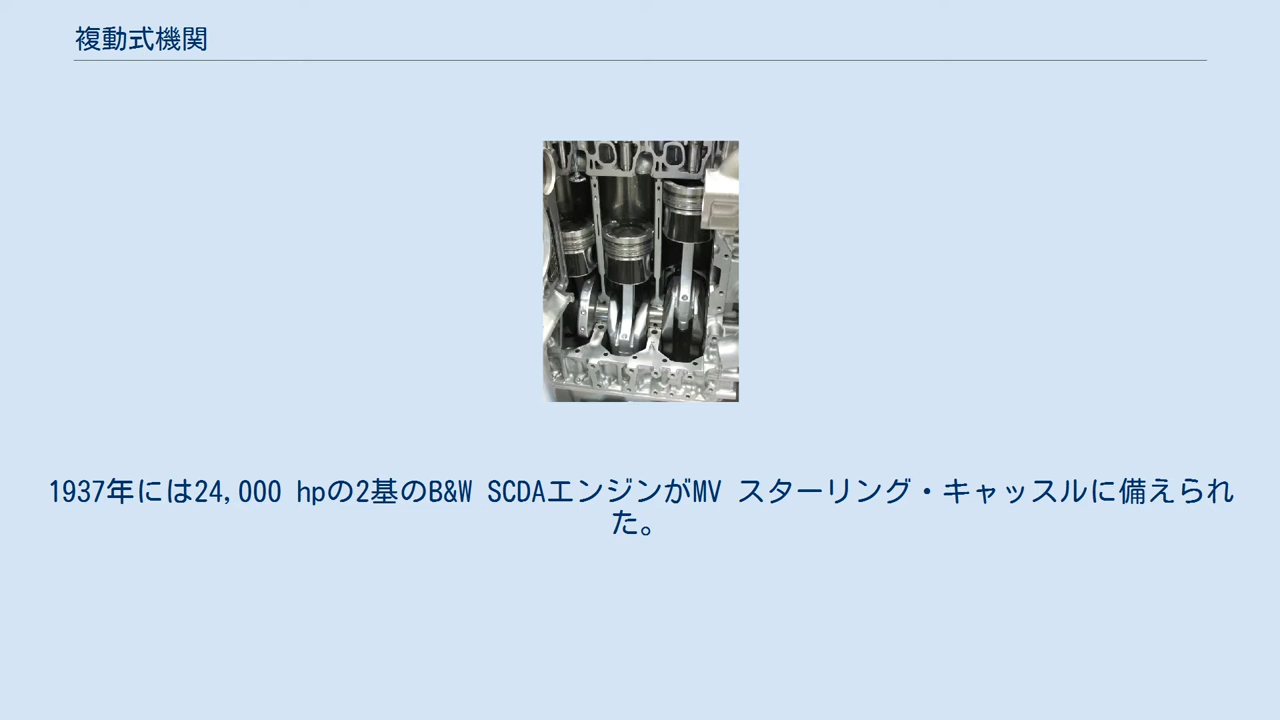 複動式機関
1937年には24,000 hpの2基のB&W SCDAエンジンがMV スターリング・キャッスルに備えられ
た。